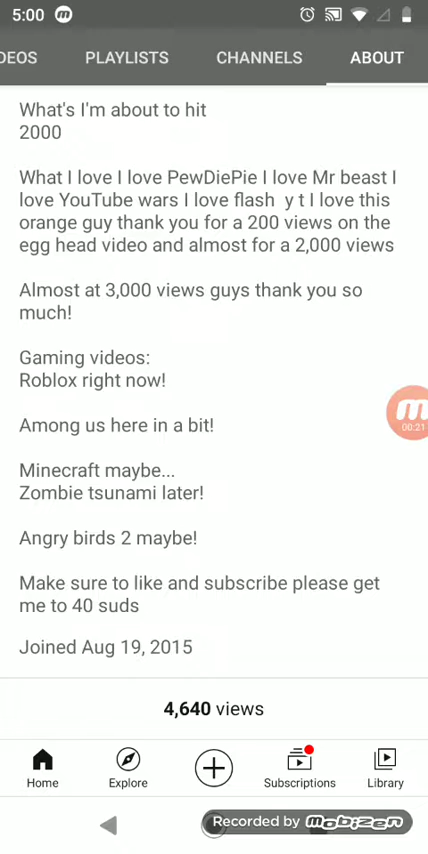 5:00
DEOS PLAYLISTS CHANNELS ABOUT
What's I'm about to hit
2000
What I love I love PewDiePie I love Mr beast I
love YouTube wars I love flash y t I love this
orange guy thank you for a 200 views on the
egg head video and almost for a 2,000 views
Almost at 3,000 views guys thank you so
much!
Gaming videos:
Roblox right now!
Among us here in a bit!
00:21
Minecraft maybe...
Zombie tsunami later!
Angry birds 2 maybe!
Make sure to like and subscribe please get
me to 40 suds
Joined Aug 19, 2015
4,640 views
Home Explore Subscriptions Library
Recorded by mobizen